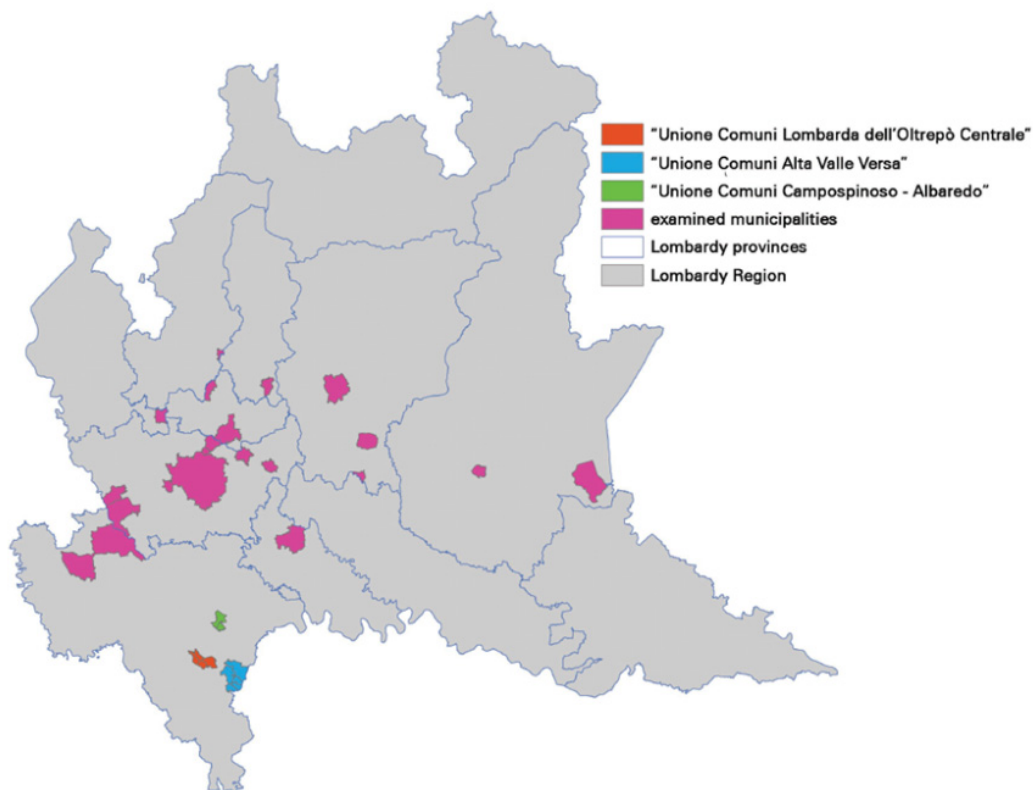 "Unione Comuni Lombarda dell'Oltrepò Centrale"
"Unione Comuni Alta Valle Versa"
"Unione Comuni Campospinoso - Albaredo"
examined municipalities
Lombardy provinces
Lombardy Region